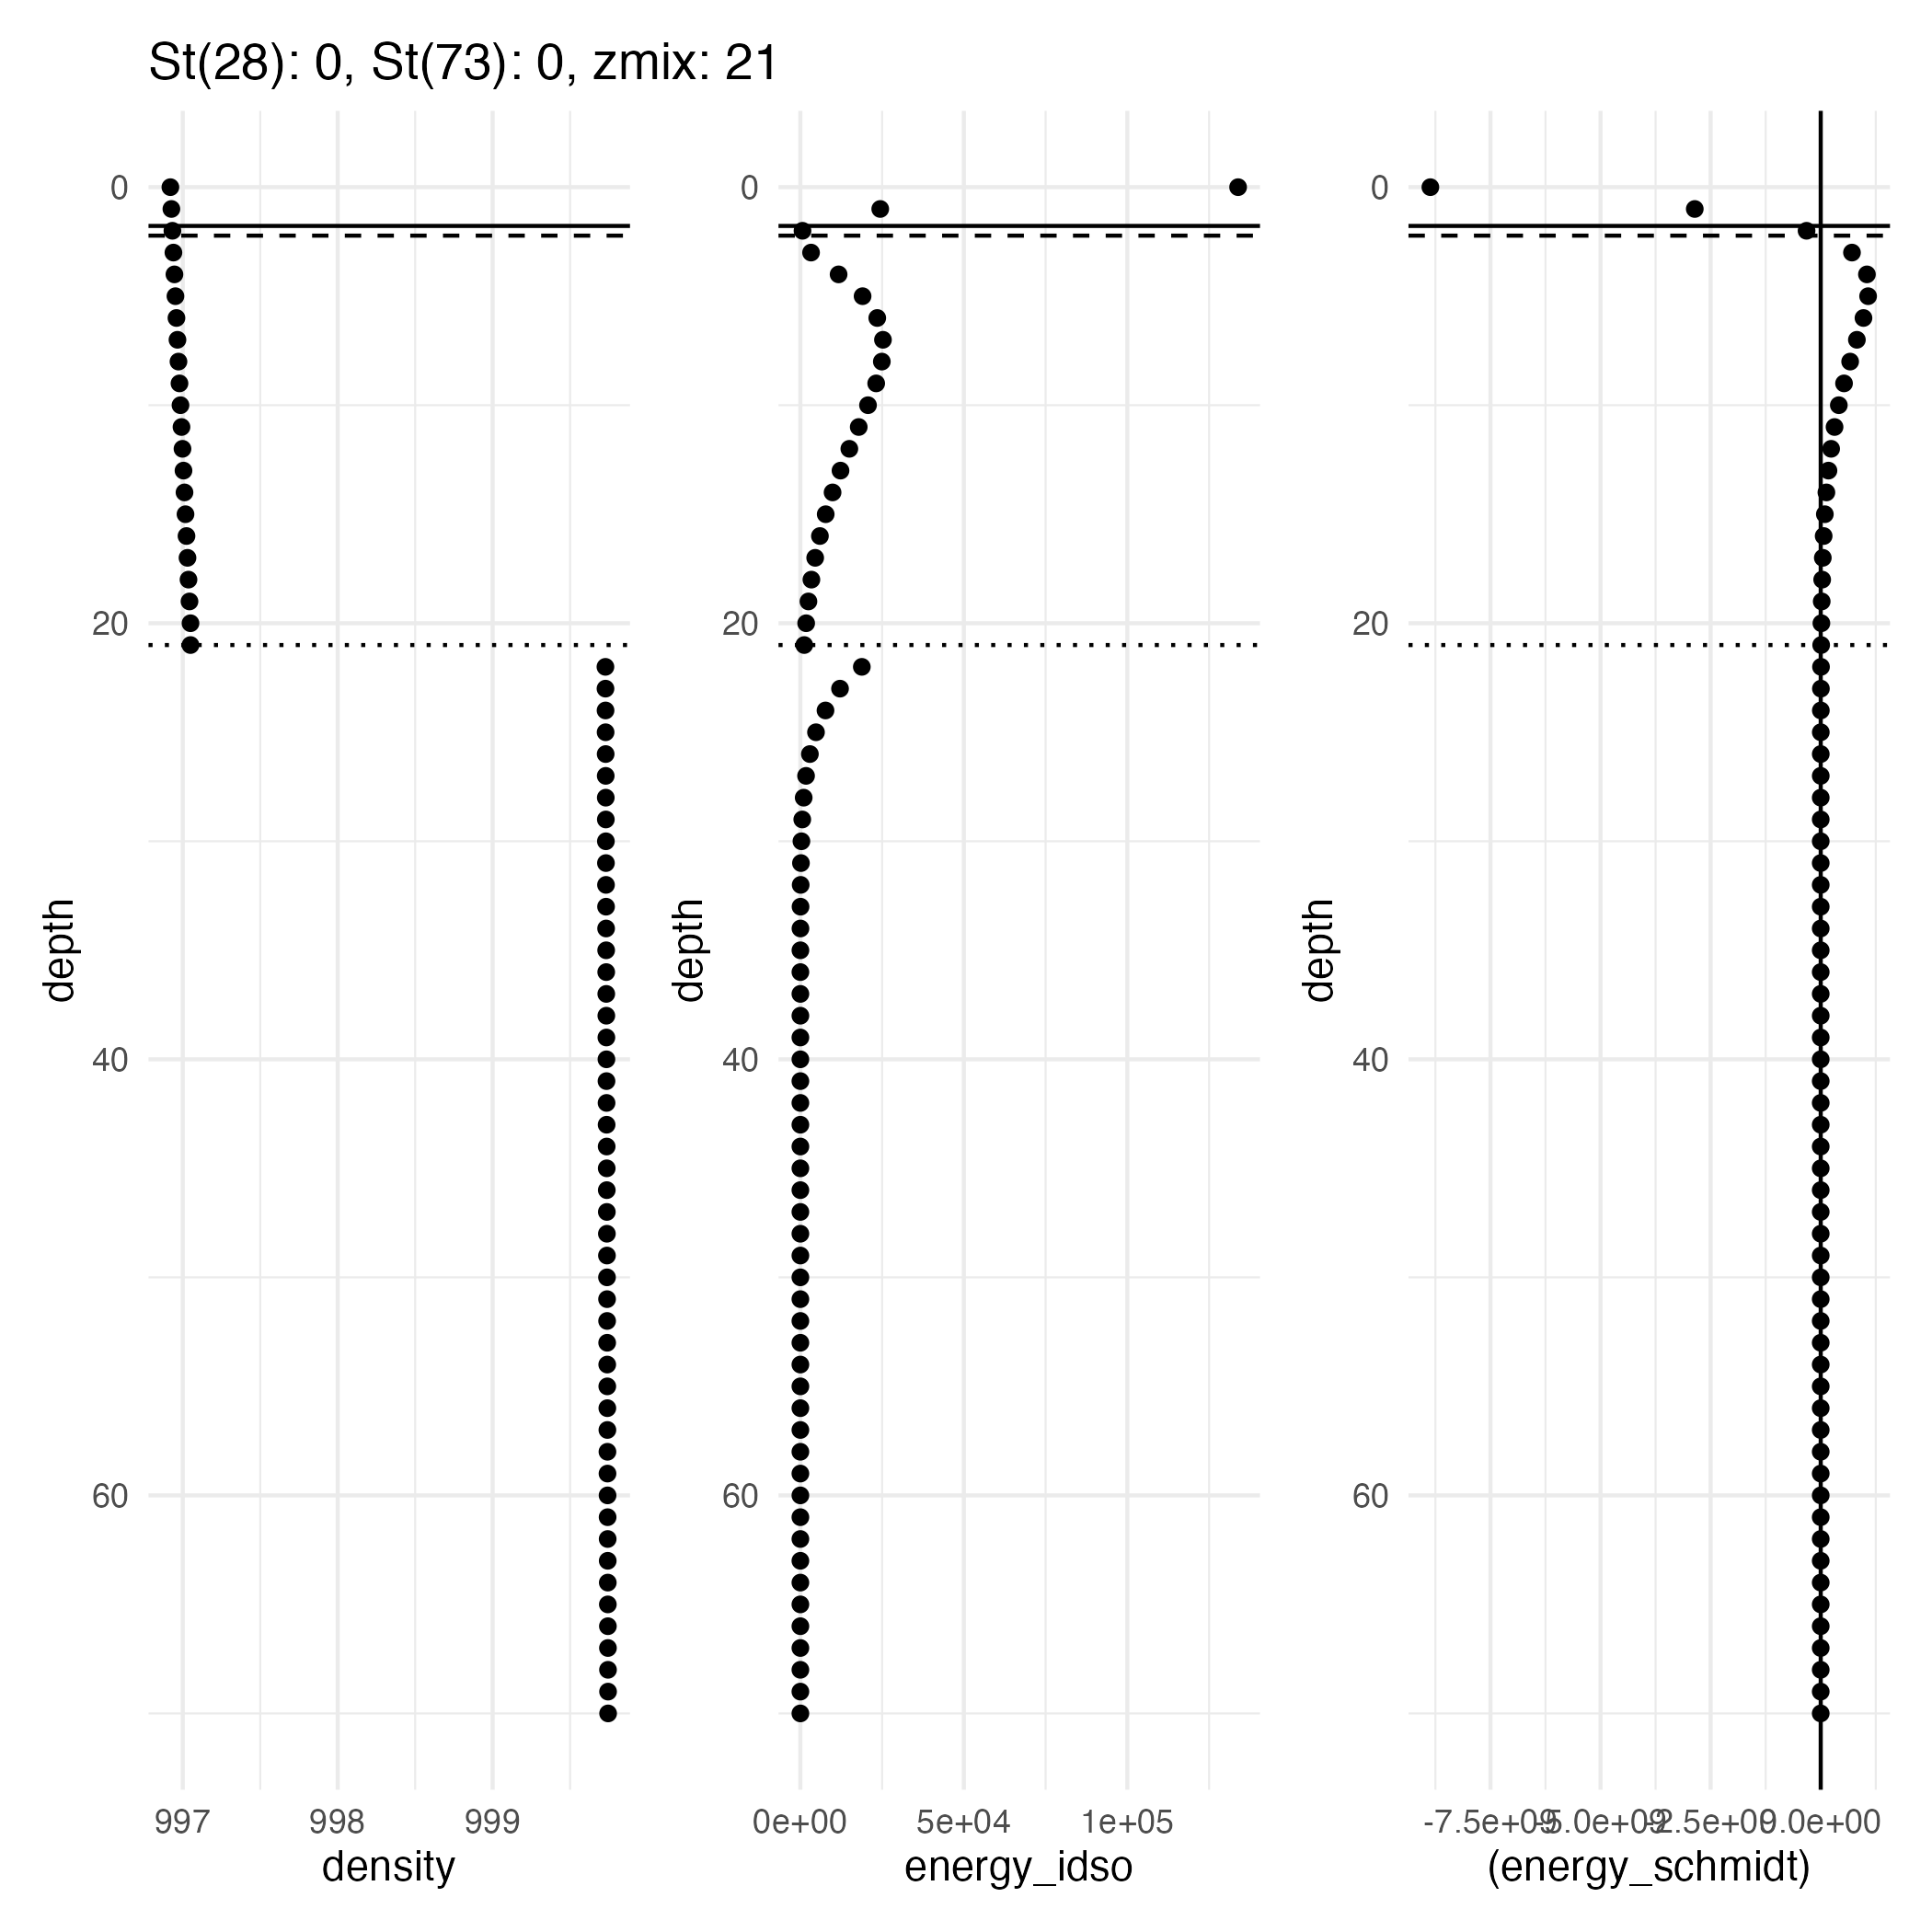 St(28): 0, St(73): 0, zmix: 21
0
20
40
60
depth
997 998 999
density
0
20
40
60
depth
0e+00 5e+04 1e+05
energy_idso
0
20
40
60
depth
-7.5e+09 -5.0e+09 -2.5e+09 0.0e+00
(energy_schmidt)